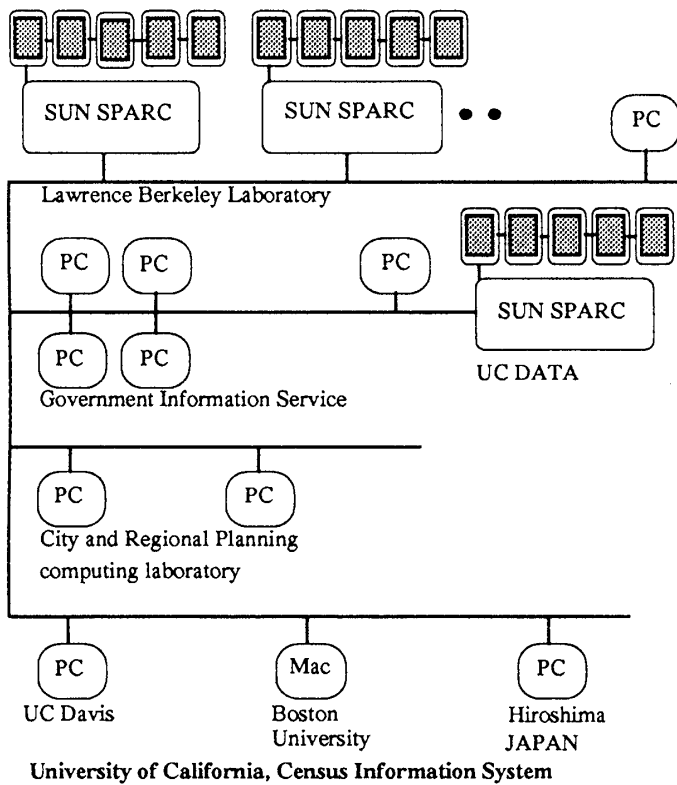 SUN SPARC
SUN SPARC
PC
Lawrence Berkeley Laboratory
PC
PC
PC
SUN SPARC
PC
PC
UC DATA
Government Information Service
PC
PC
City and Regional Planning
computing laboratory
PC
Mac
PC
UC Davis
Boston
University
Hiroshima
JAPAN
University of California, Census Information System